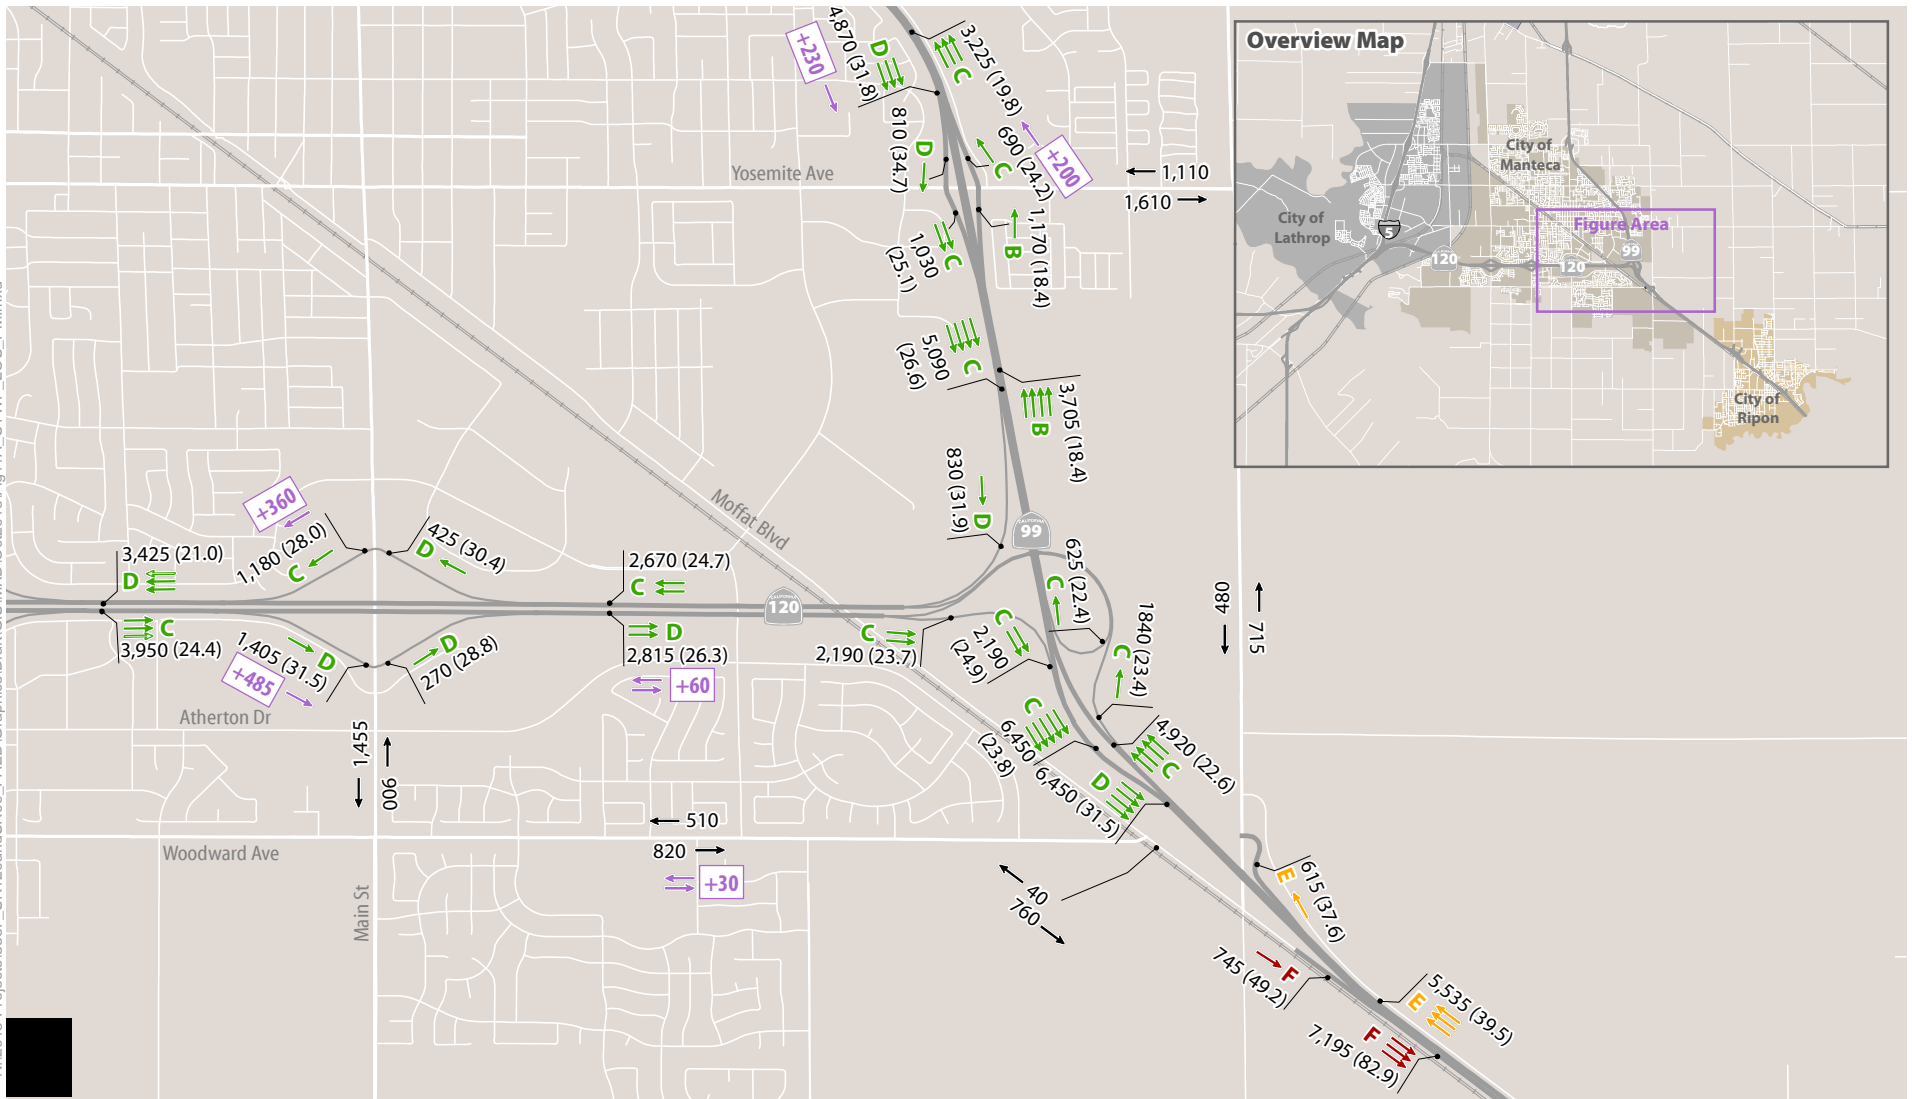 4,870 (31.8)
D
+230
3,225 (19.8)
C
810 (34.7)
D
690 (24.2)
C
+200
Yosemite Ave
1,110
1,610
1,030
(25.1)
C
1,170 (18.4)
B
5,090
(26.6)
C
3,705 (18.4)
B
830 (31.9)
D
Moffat Blvd
CALIFORNIA
99
625 (22.4)
C
+360
1,180 (28.0)
C
425 (30.4)
D
3,425 (21.0)
D
C
3,950 (24.4)
2,670 (24.7)
C
D
2,815 (26.3)
+60
CALIFORNIA
120
C
2,190 (23.7)
C
2,190
(24.9)
1840 (23.4)
C
480
715
1,405 (31.5)
D
+485
270 (28.8)
D
Atherton Dr
1,455
900
C
6,450
(23.8)
4,920 (22.6)
C
D
6,450 (31.5)
510
820
+30
Woodward Ave
Main St
40
760
615 (37.6)
E
745 (49.2)
F
5,535 (39.5)
E
F
7,195 (82.9)
Overview Map
City of
Manteca
City of
Lathrop
5
120
Figure Area
99
120
City of
Ripon